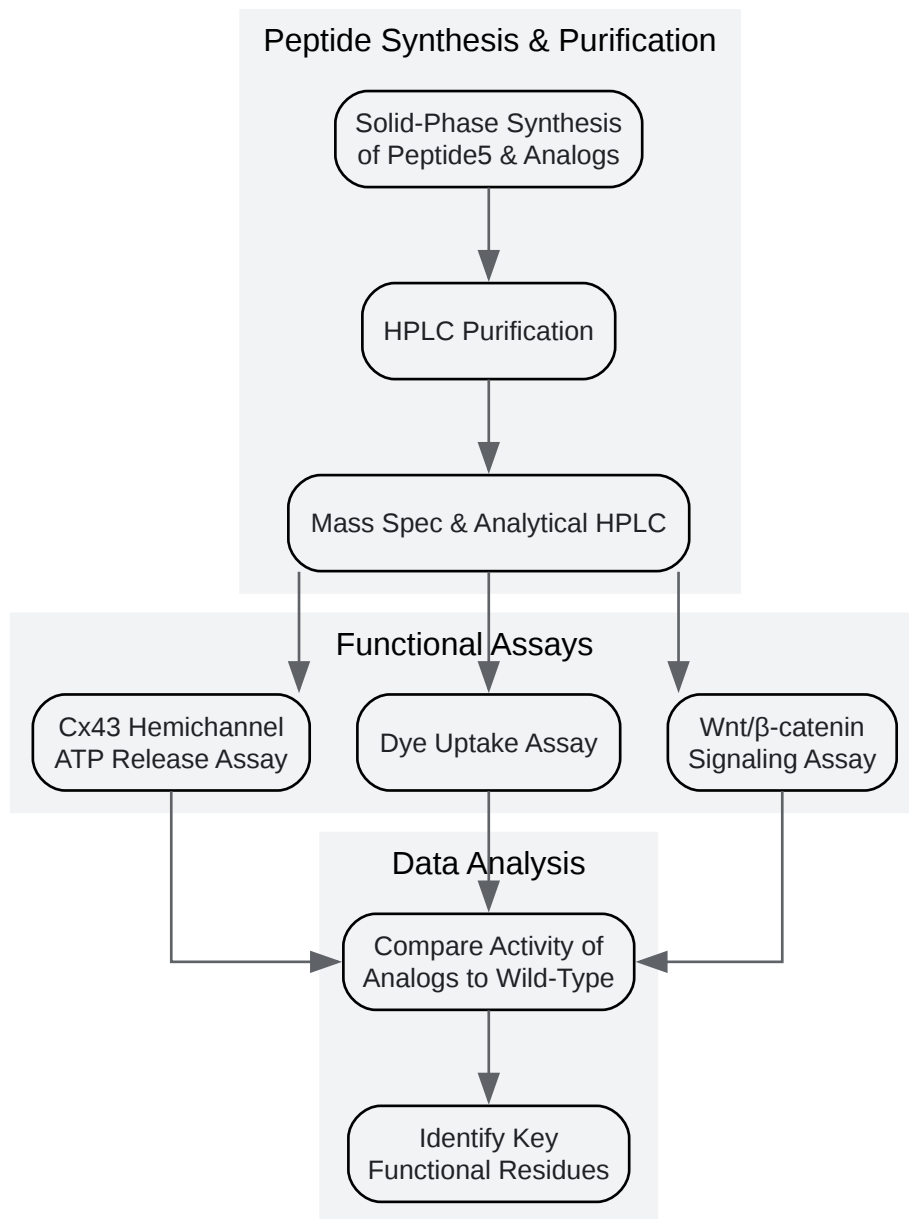 Peptide Synthesis & Purification
Solid-Phase Synthesis
of Peptide5 & Analogs
HPLC Purification
Mass Spec & Analytical HPLC
Functional Assays
Cx43 Hemichannel
ATP Release Assay
Dye Uptake Assay
Wnt/β-catenin
Signaling Assay
Data Analysis
Compare Activity of
Analogs to Wild-Type
Identify Key
Functional Residues